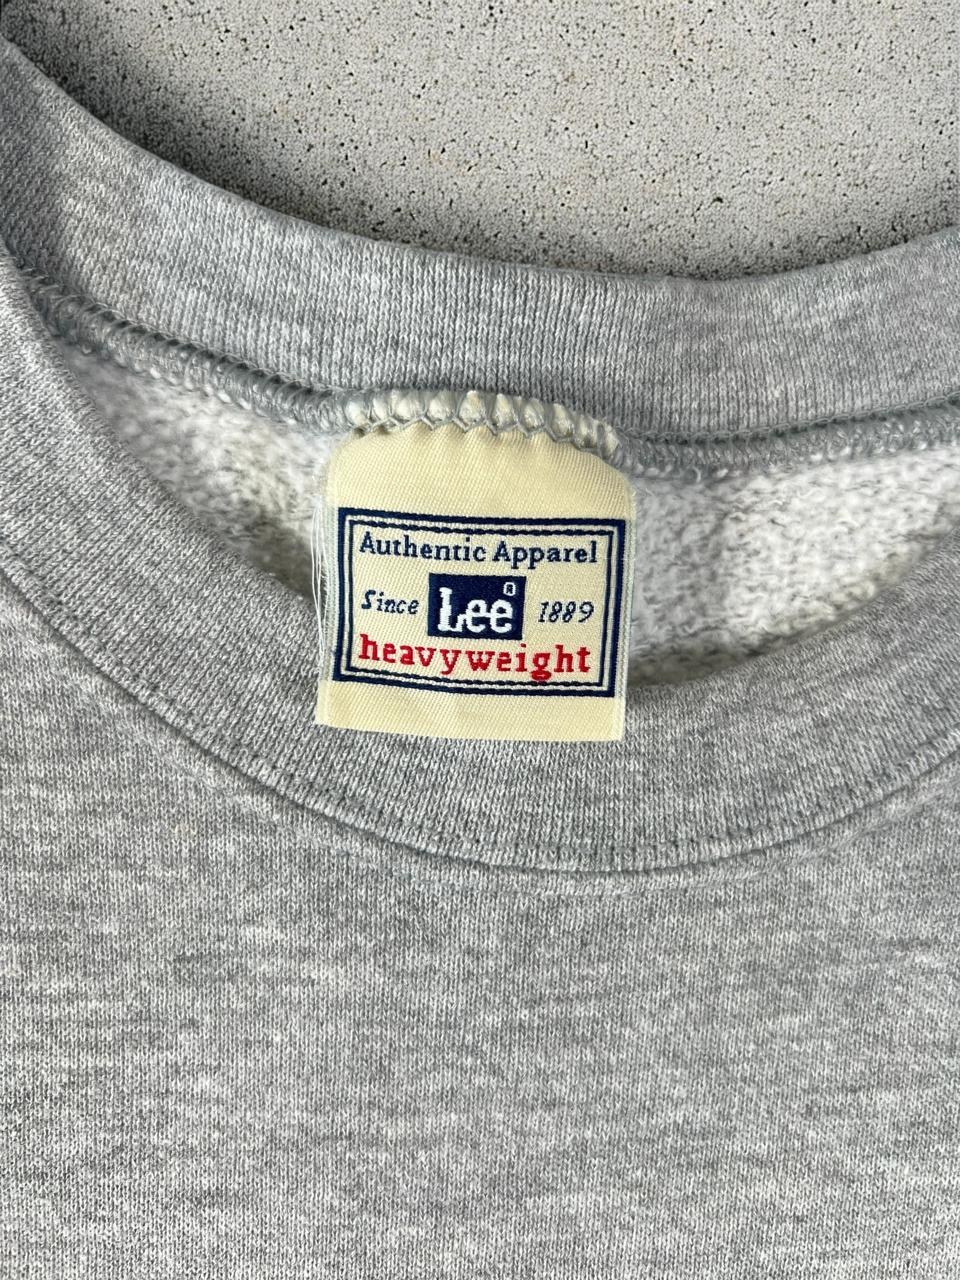 Authentic Apparel
Since Lee® 1889
heavyweight